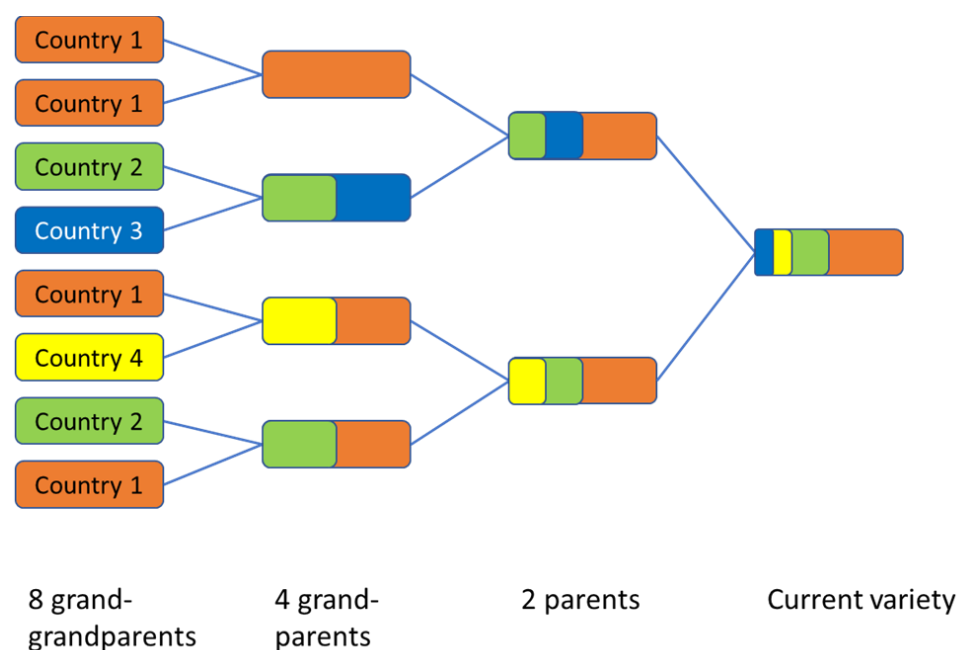 Country 1
Country 1
Country 2
Country 3
Country 1
Country 4
Country 2
Country 1
8 grand-
grandparents
4 grand-
parents
2 parents
Current variety